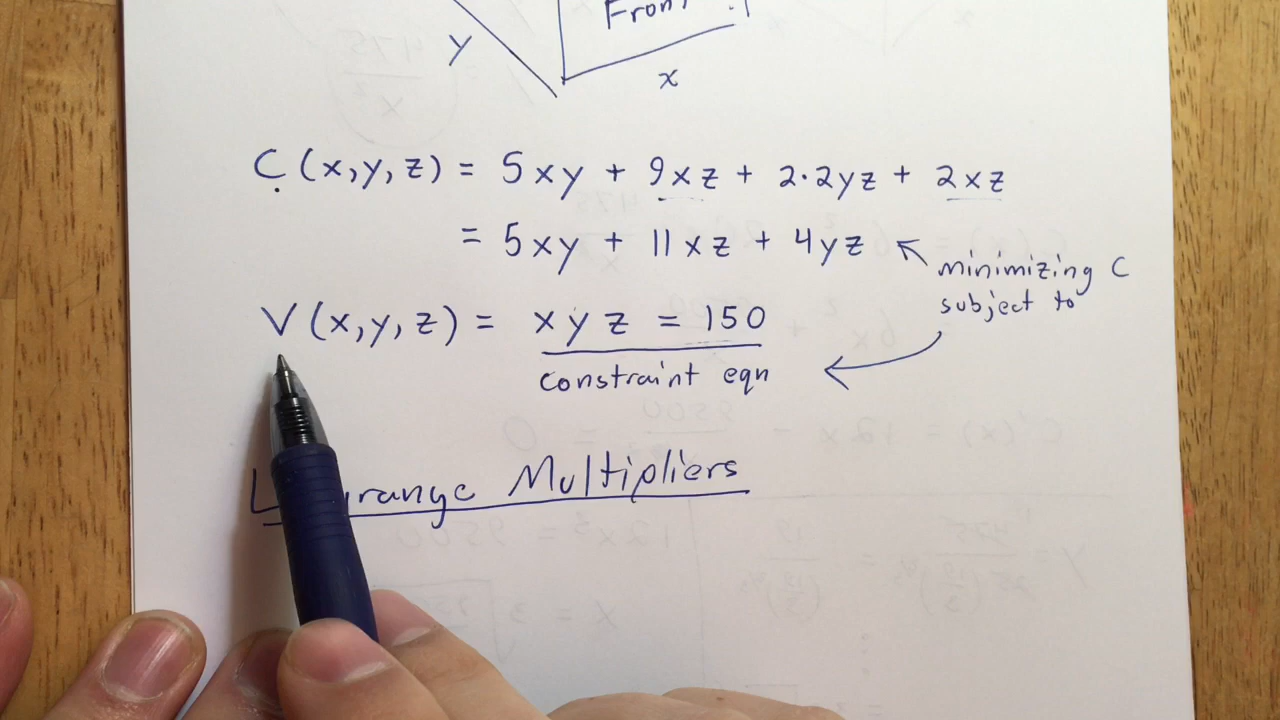 Front
y
x
C(x,y,z) = 5xy + 9xz + 2·2yz + 2xz
= 5xy + 11xz + 4yz
minimizing C
subject to
V(x,y,z) = xyz = 150
constraint eqn
Multipliers